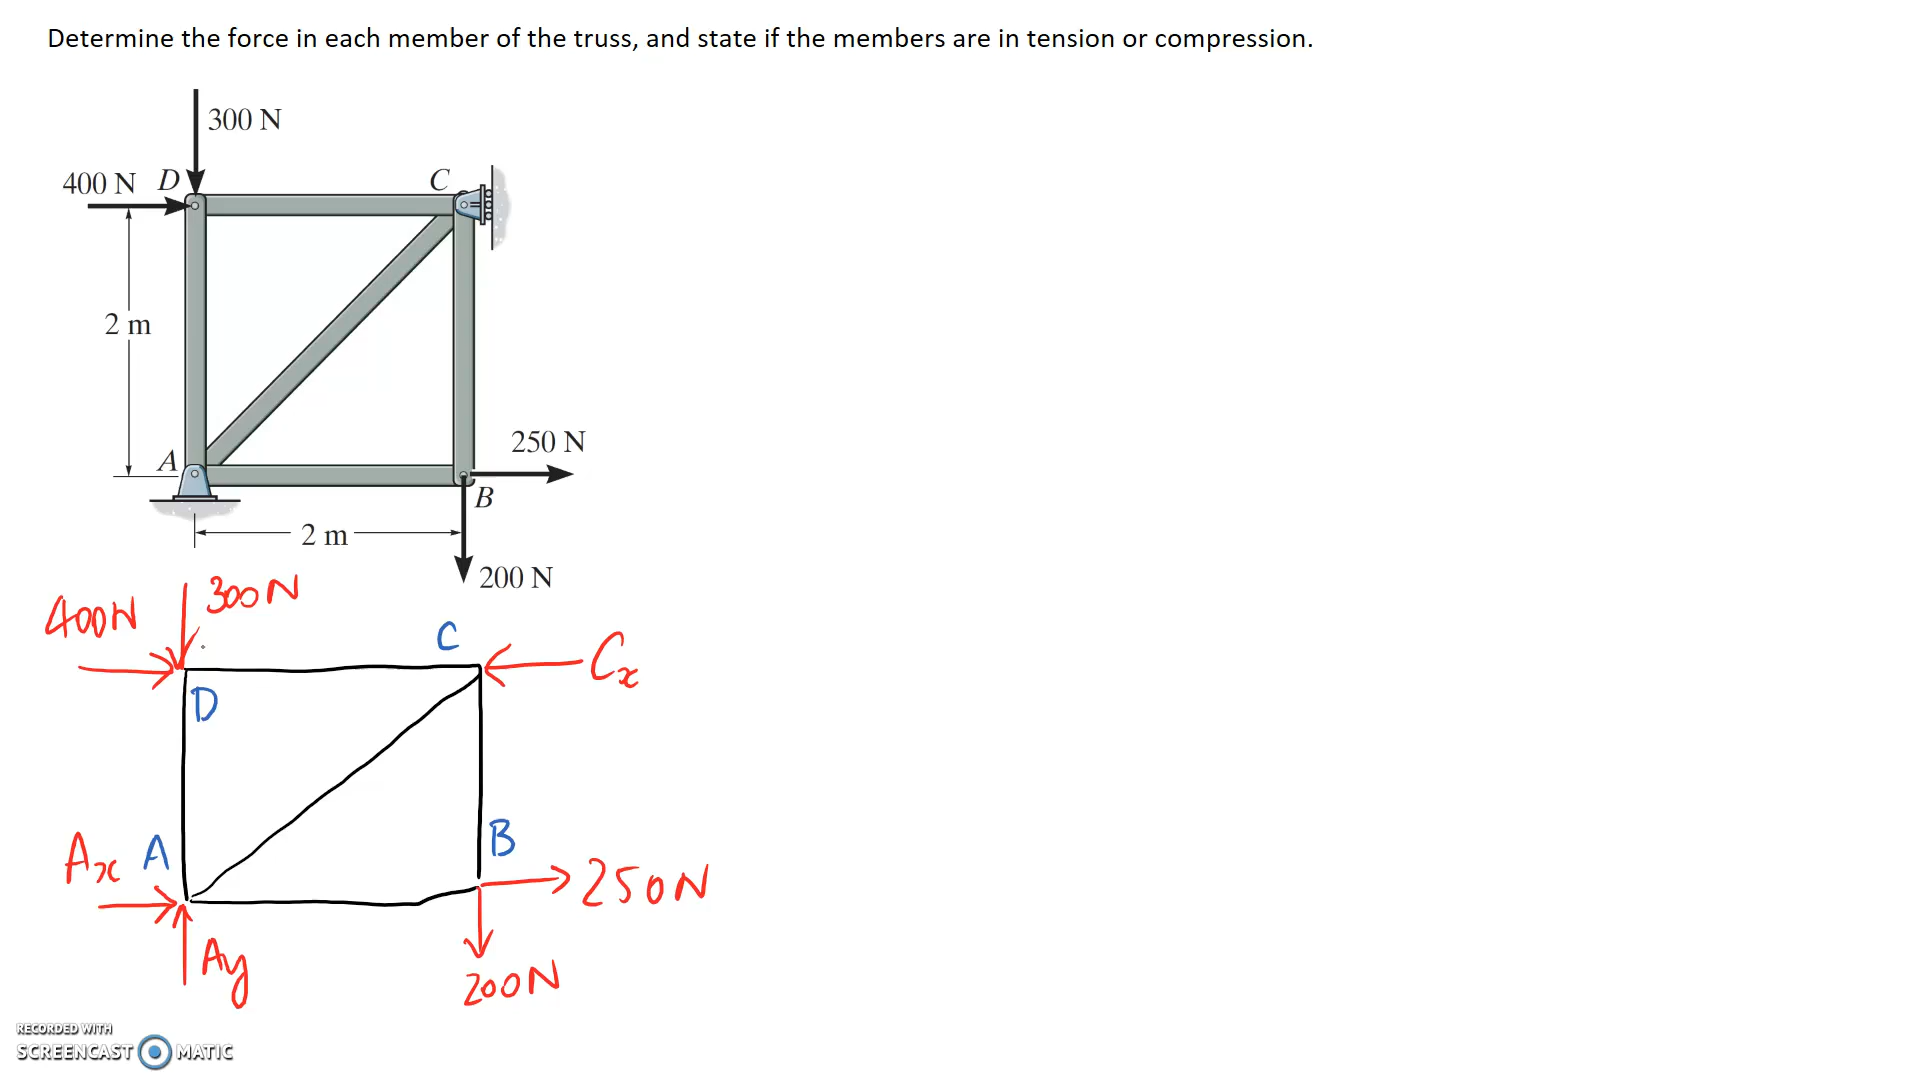 Determine the force in each member of the truss, and state if the members are in tension or compression.
300 N
400 N D
C
2 m
250 N
A
B
2 m
200 N
400N
300N
C
Cx
D
B
Ax A
250N
Ay
200N
RECORDED WITH
SCREENCAST MATIC